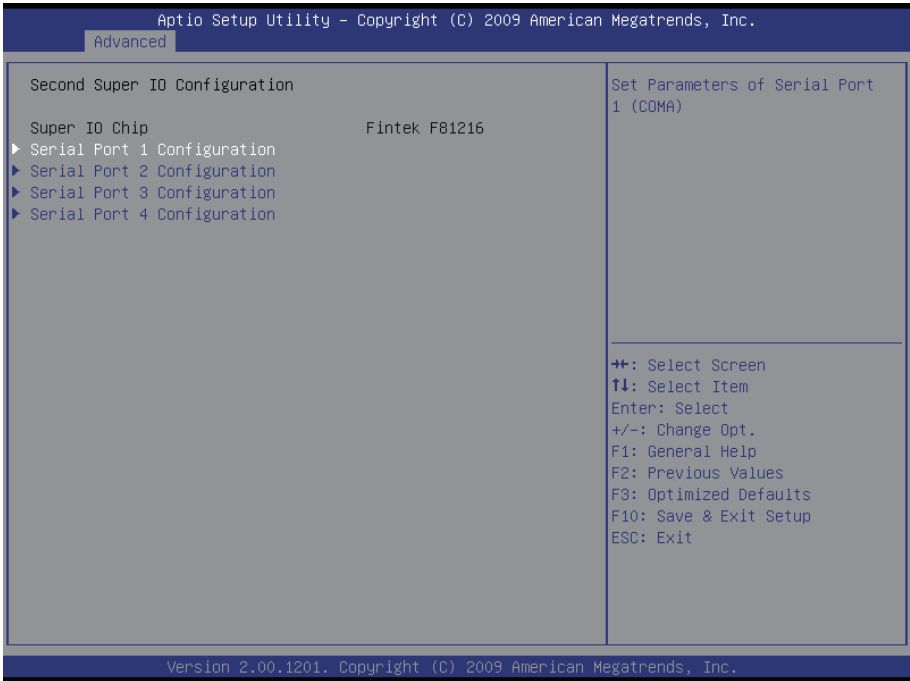 Aptio Setup Utility – Copyright (C) 2009 American Megatrends, Inc.
Advanced
Second Super IO Configuration
Super IO Chip Fintek F81216
▶ Serial Port 1 Configuration
▶ Serial Port 2 Configuration
▶ Serial Port 3 Configuration
▶ Serial Port 4 Configuration
Set Parameters of Serial Port
1 (COMA)
→←: Select Screen
↑↓: Select Item
Enter: Select
+/-: Change Opt.
F1: General Help
F2: Previous Values
F3: Optimized Defaults
F10: Save & Exit Setup
ESC: Exit
Version 2.00.1201. Copyright (C) 2009 American Megatrends, Inc.